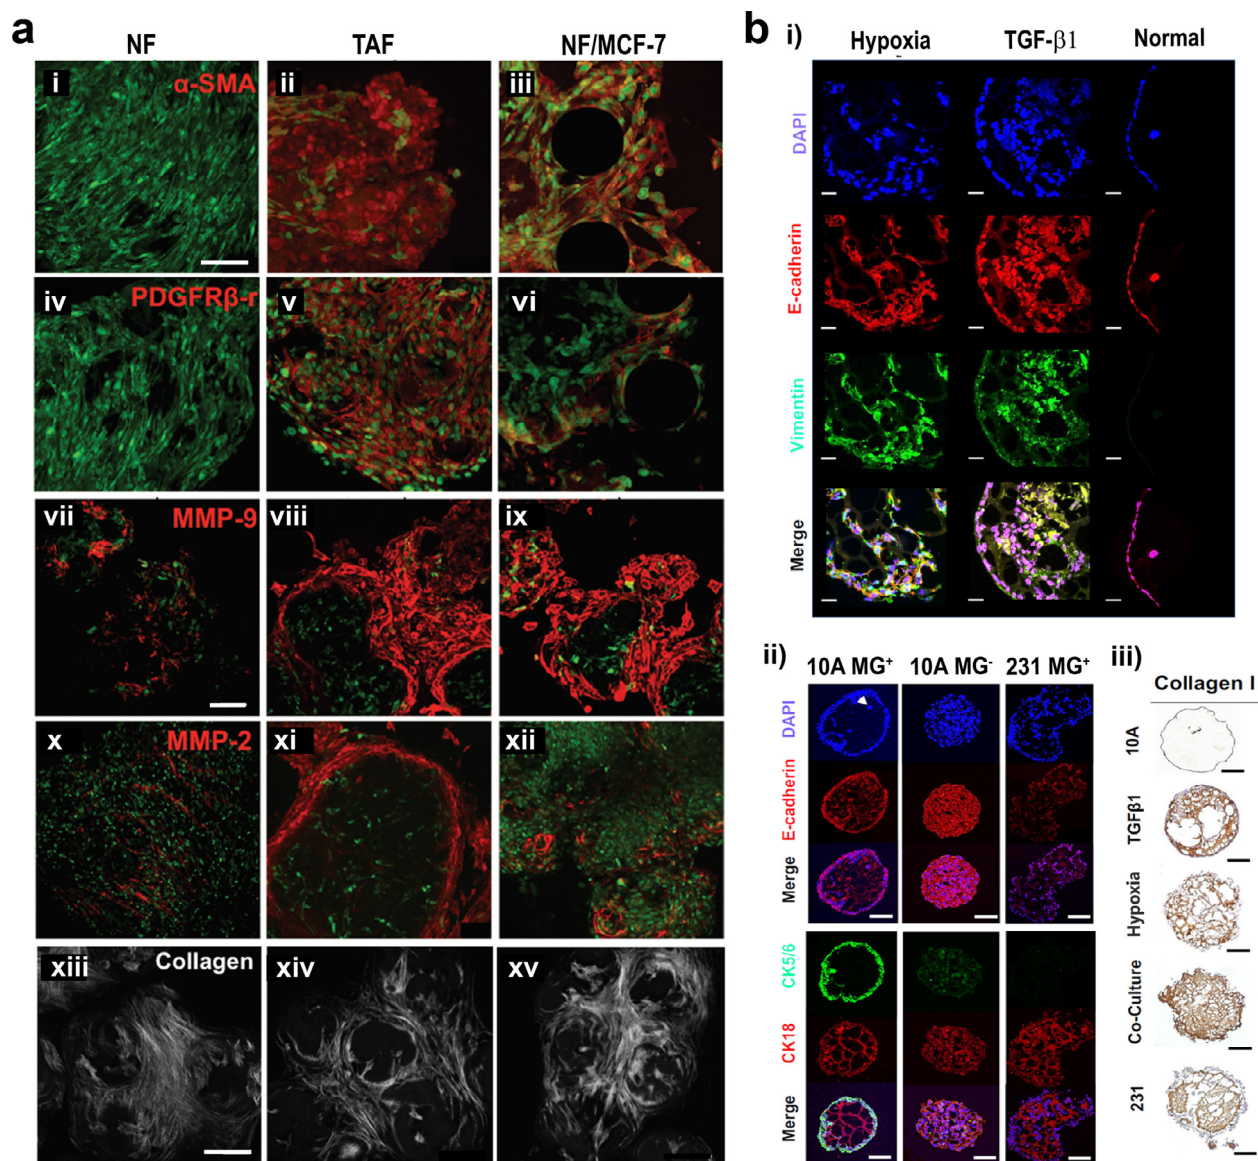 a
NF
TAF
NF/MCF-7
i
α-SMA
ii
iii
iv
PDGFRβ-r
v
vi
vii
MMP-9
viii
ix
x
MMP-2
xi
xii
xiii
Collagen
xiv
xv
b
i)
Hypoxia
TGF-β1
Normal
DAPI
E-cadherin
Vimentin
Merge
ii)
10A MG⁺
10A MG⁻
231 MG⁺
DAPI
E-cadherin
Merge
CK5/6
CK18
Merge
iii)
Collagen I
10A
TGFβ1
Hypoxia
Co-Culture
231